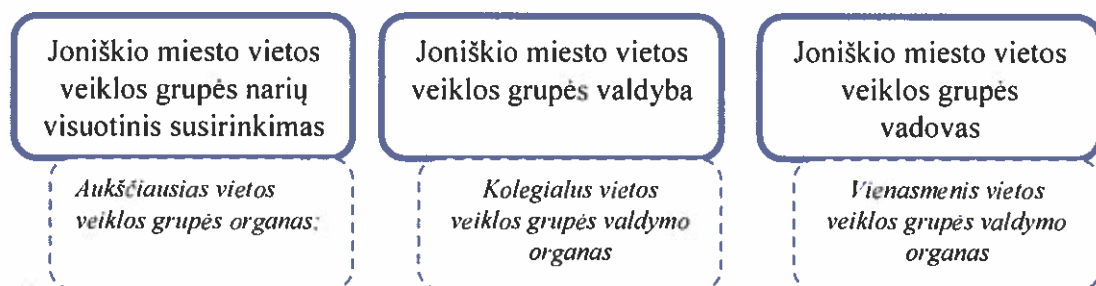 Joniškio miesto vietos
veiklos grupės narių
visuotinis susirinkimas
Aukščiausias vietos
veiklos grupės organas;
Joniškio miesto vietos
veiklos grupės valdyba
Kolegialus vietos
veiklos grupės valdymo
organas
Joniškio miesto vietos
veiklos grupės
vadovas
Vienasmenis vietos
veiklos grupės valdymo
organas